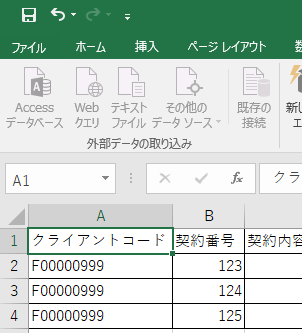 ファイル ホーム 挿入 ページ レイアウト
Access データベース
Web クエリ
テキスト ファイル
その他の データ ソース
既存の 接続
新し
外部データの取り込み
A1 fx クラ
A B
1 クライアントコード 契約番号 契約内容
2 F00000999 123
3 F00000999 124
4 F00000999 125